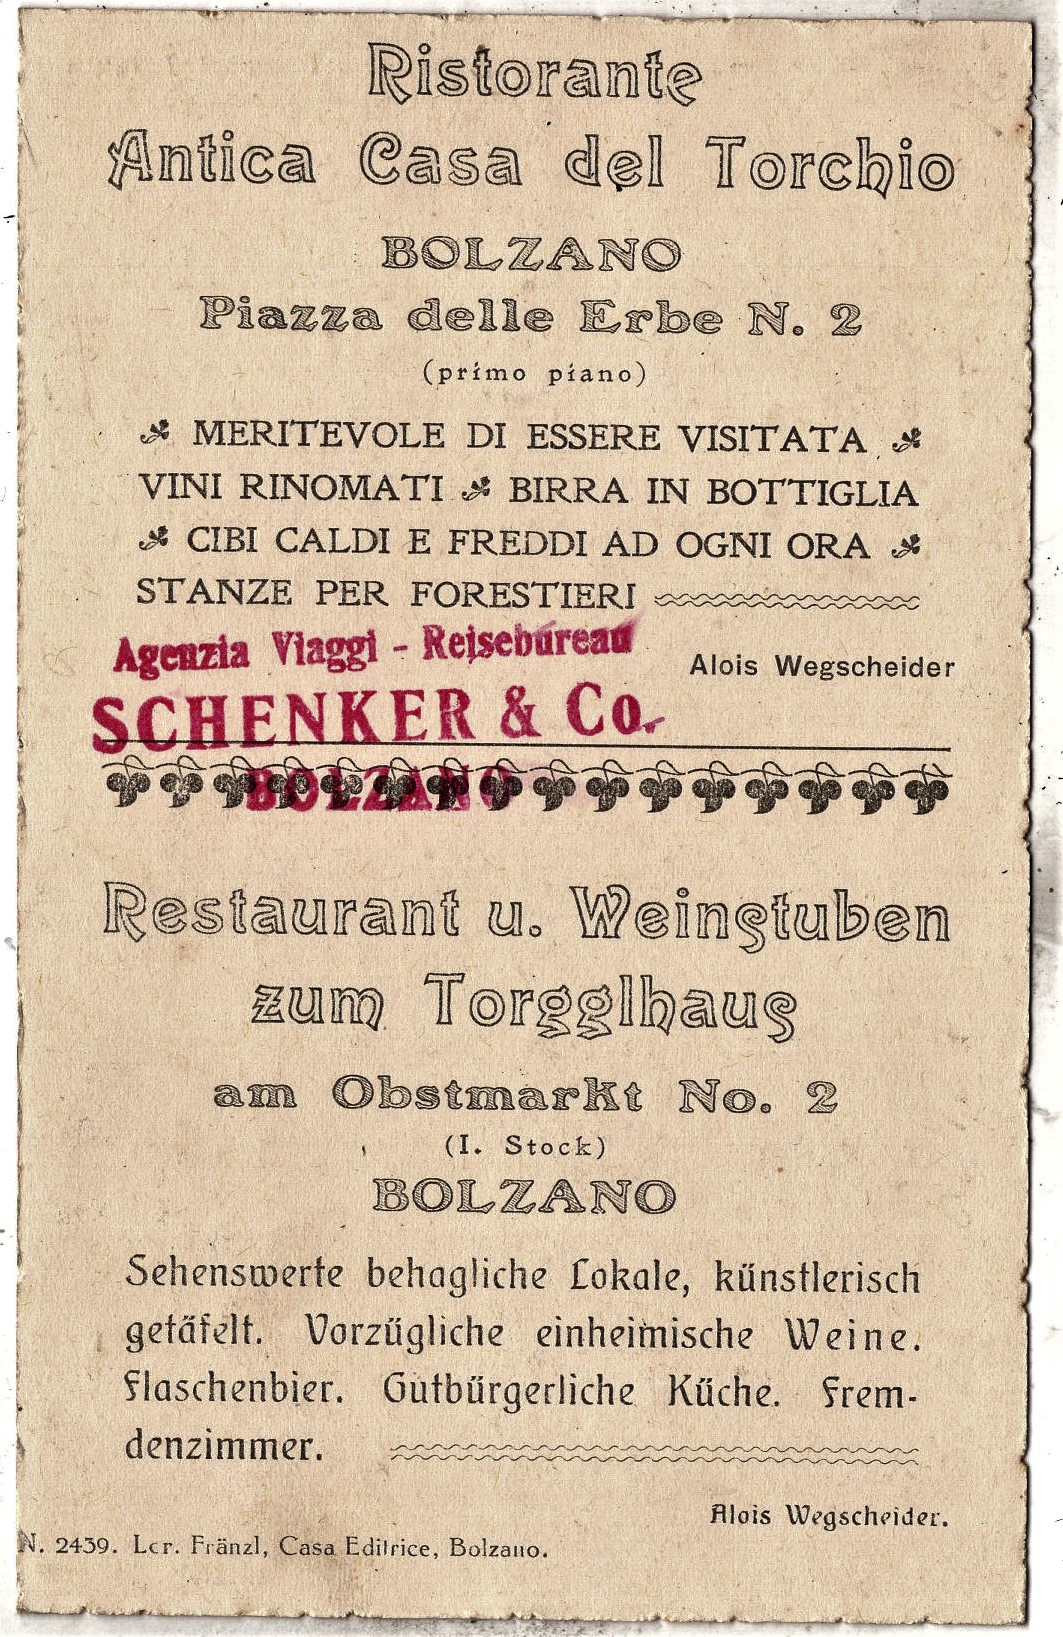 Ristorante
Antica Casa del Torchio
BOLZANO
Piazza delle Erbe N. 2
(primo piano)
MERITEVOLE DI ESSERE VISITATA
VINI RINOMATI BIRRA IN BOTTIGLIA
CIBI CALDI E FREDDI AD OGNI ORA
STANZE PER FORESTIERI
Agenzia Viaggi - Reisebureau
Alois Wegscheider
SCHENKER & Co.
BOLZANO
Restaurant u. Weinstuben
zum Torgglhaus
am Obstmarkt No. 2
(I. Stock)
BOLZANO
Sehenswerte behagliche Lokale, künstlerisch
getäfelt. Vorzügliche einheimische Weine.
Flaschenbier. Gutbürgerliche Küche. Frem-
denzimmer.
Alois Wegscheider.
N. 2439. Lor. Fränzl, Casa Editrice, Bolzano.